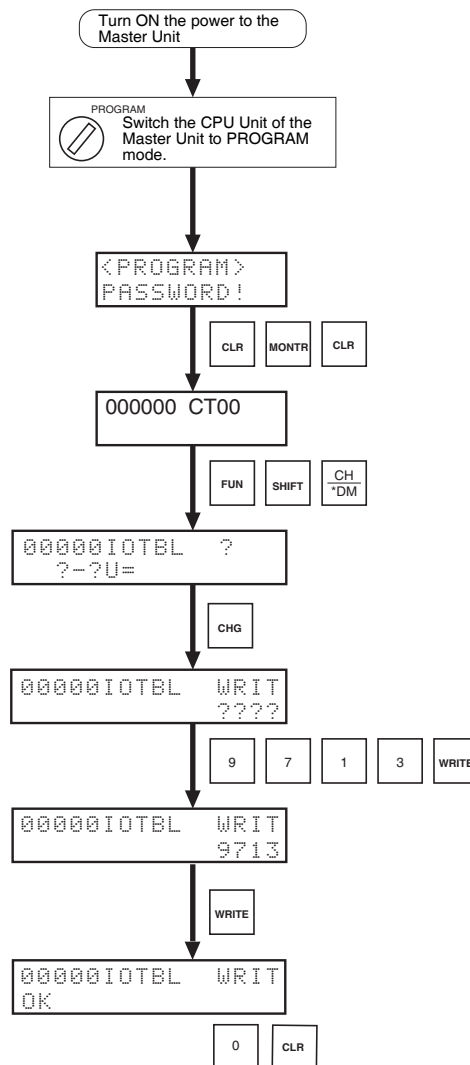 Turn ON the power to the
Master Unit
PROGRAM
Switch the CPU Unit of the
Master Unit to PROGRAM
mode.
<PROGRAM>
PASSWORD!
CLR MONTR CLR
000000 CT00
FUN SHIFT CH
*DM
00000IOTBL ?
?-?U=
CHG
00000IOTBL WRIT
????
9 7 1 3 WRITE
00000IOTBL WRIT
9713
WRITE
00000IOTBL WRIT
OK
0 CLR